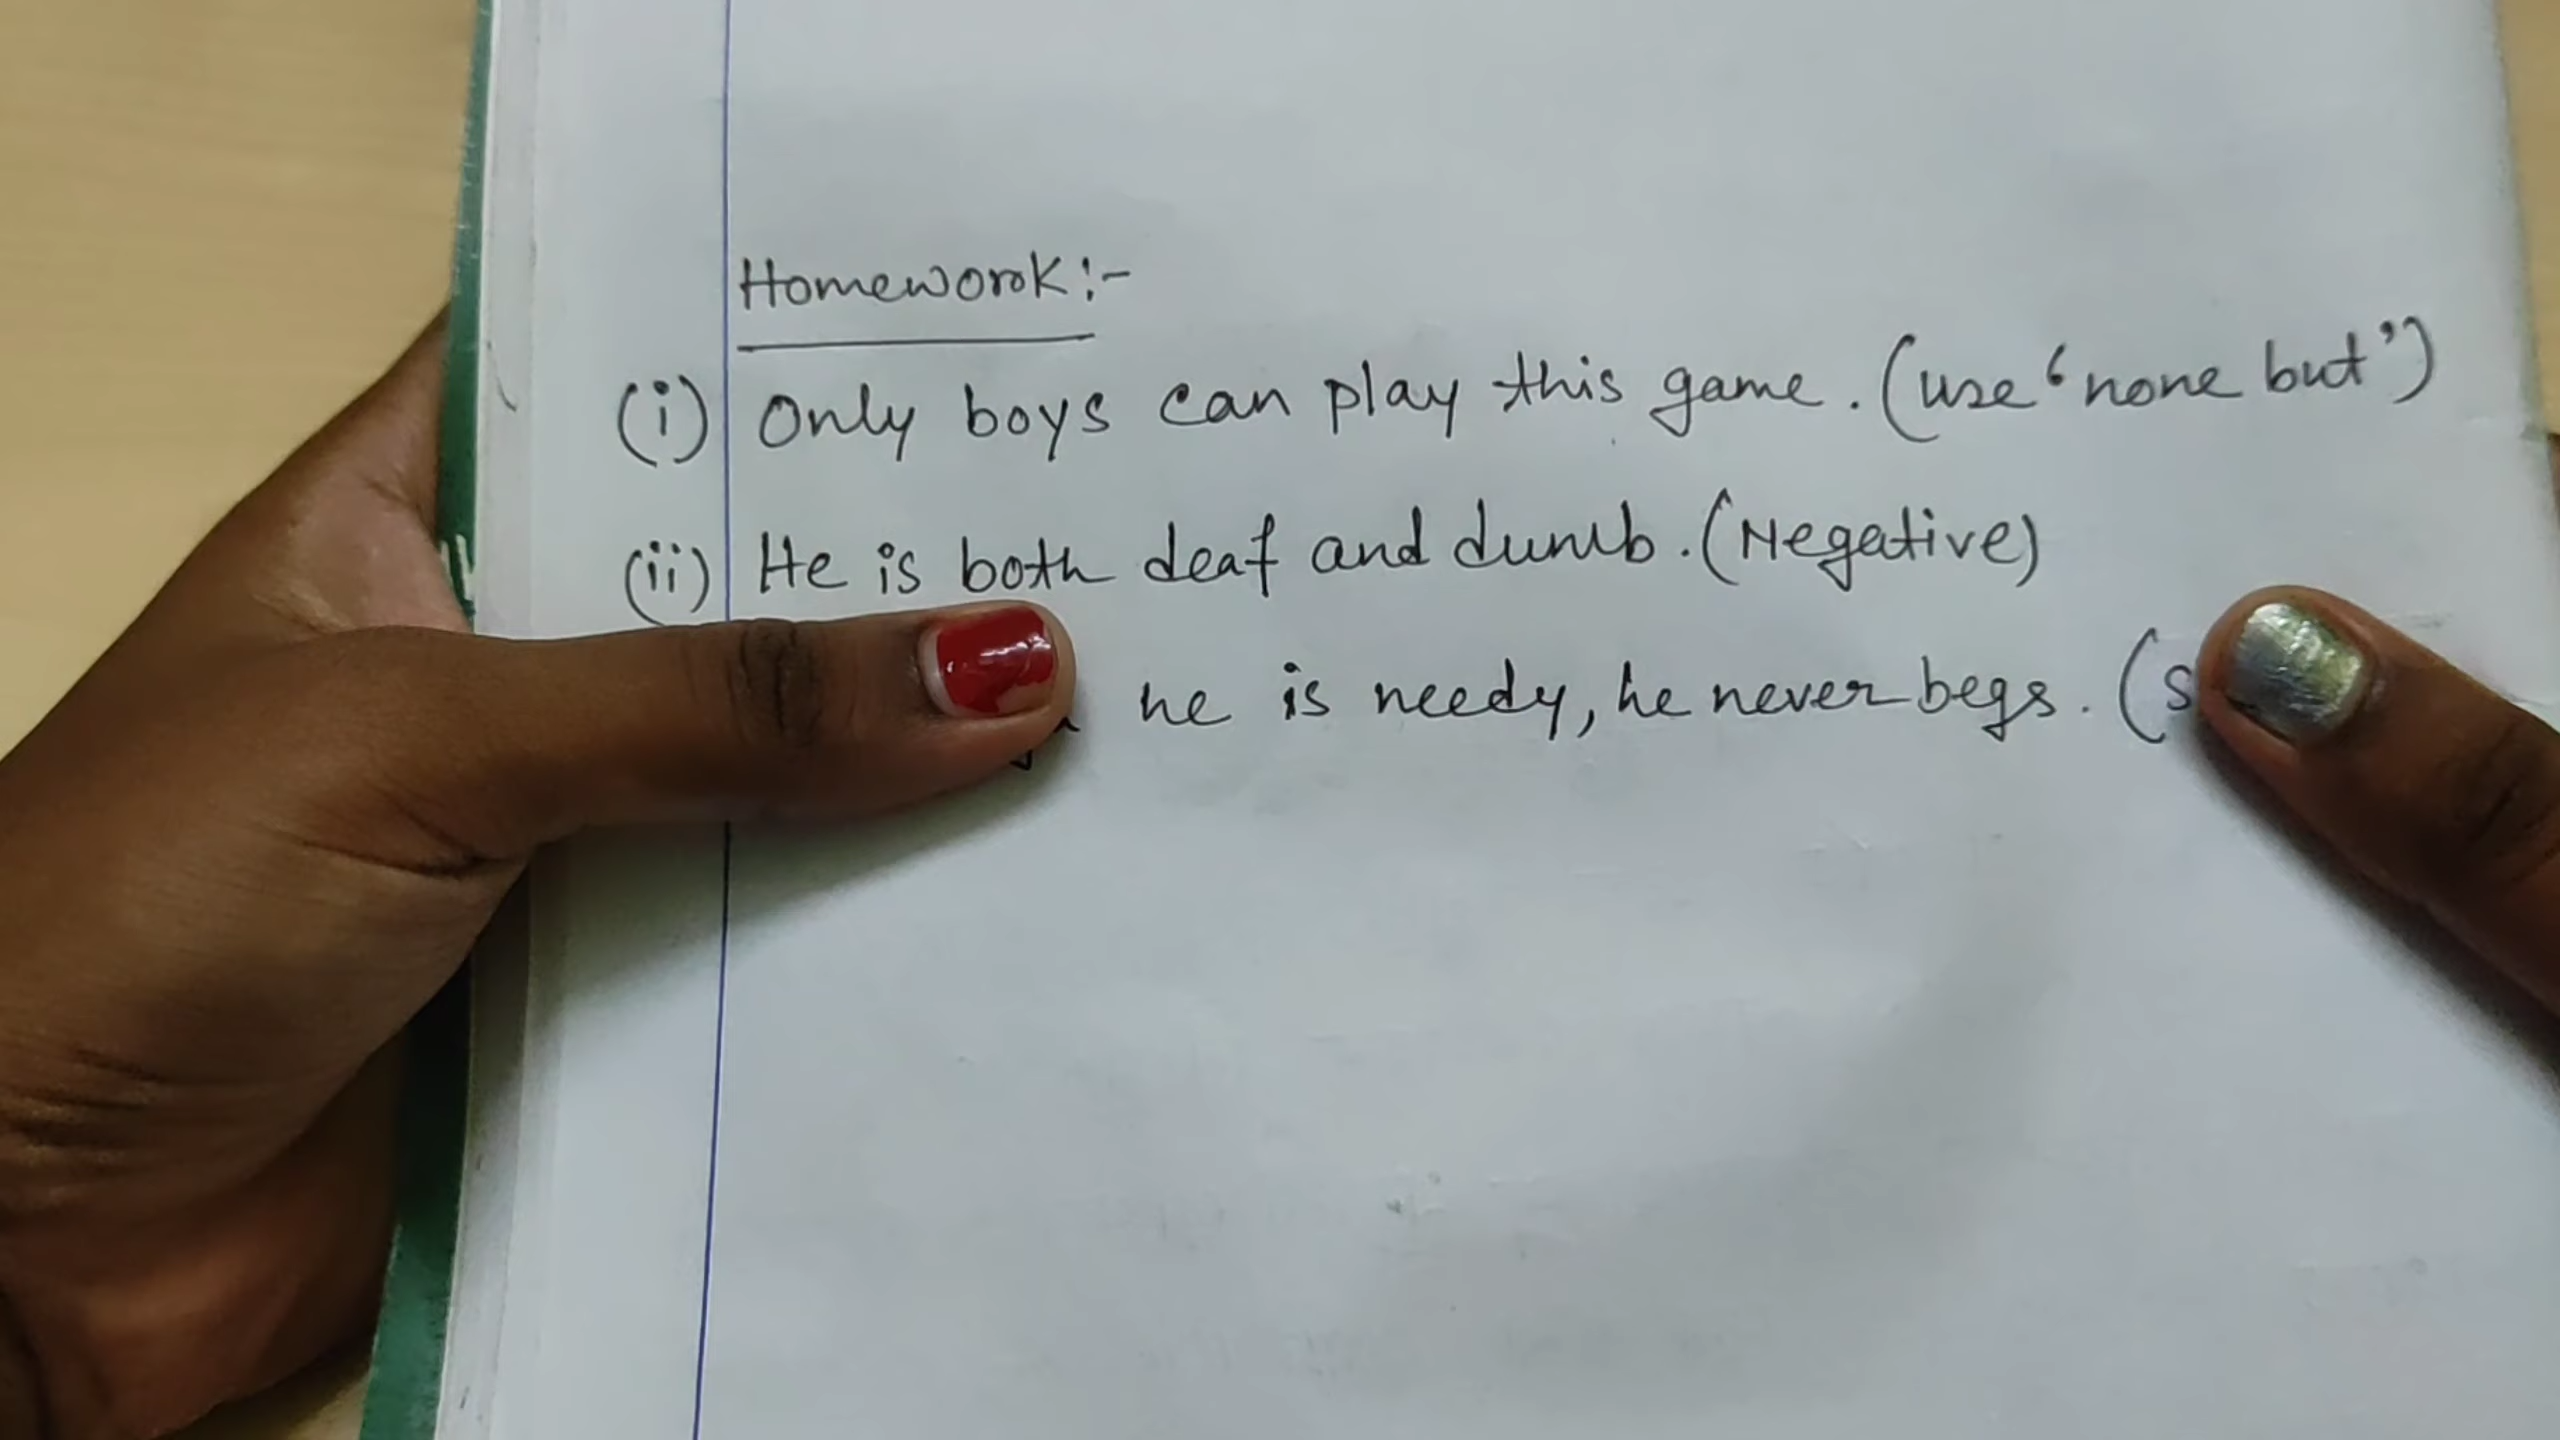 Homework:-
(i) Only boys can play this game. (use 'none but')
(ii) He is both deaf and dumb. (Negative)
he is needy, he never begs. (s